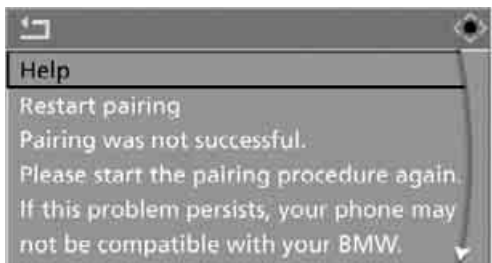 Help
Restart pairing
Pairing was not successful.
Please start the pairing procedure again.
If this problem persists, your phone may
not be compatible with your BMW.